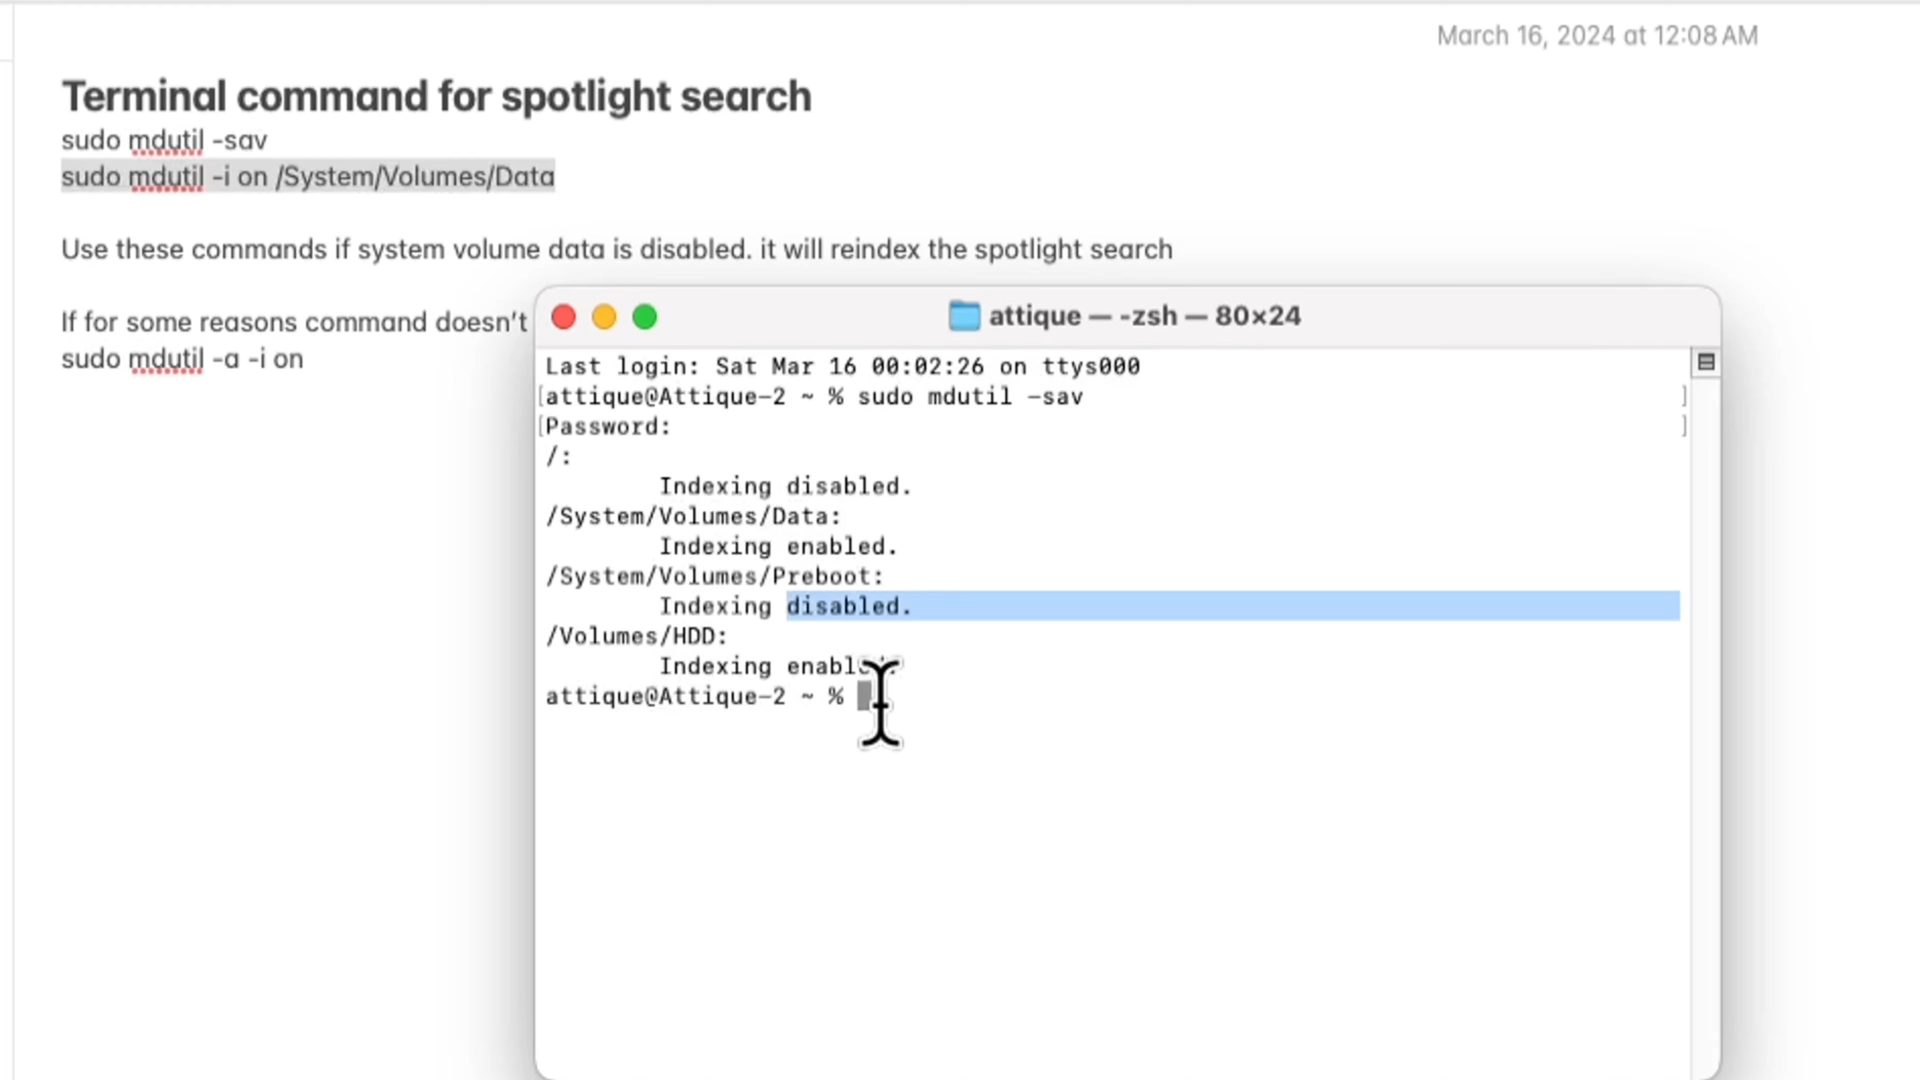 March 16, 2024 at 12:08 AM
Terminal command for spotlight search
sudo mdutil -sav
sudo mdutil -i on /System/Volumes/Data
Use these commands if system volume data is disabled. it will reindex the spotlight search
If for some reasons command doesn't
sudo mdutil -a -i on
attique — -zsh — 80×24
Last login: Sat Mar 16 00:02:26 on ttys000
[attique@Attique-2 ~ % sudo mdutil -sav ]
[Password: ]
/:
Indexing disabled.
/System/Volumes/Data:
Indexing enabled.
/System/Volumes/Preboot:
Indexing disabled.
/Volumes/HDD:
Indexing
attique@Attique-2 ~ %